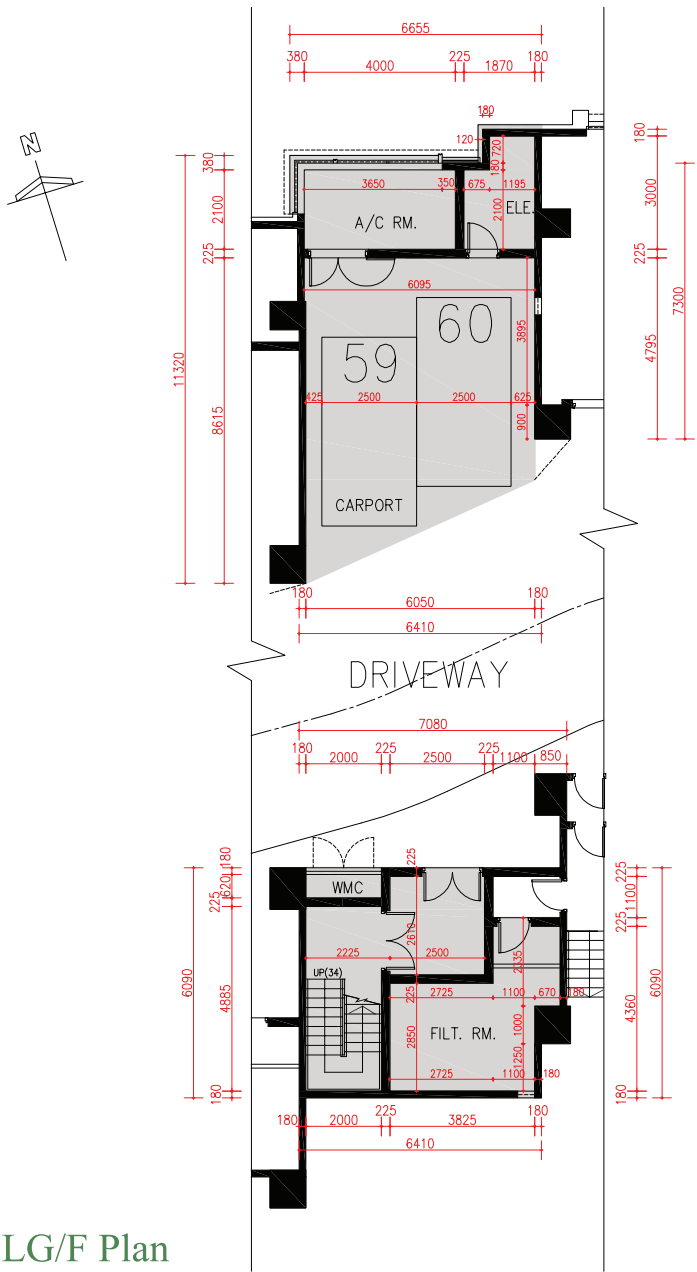 6655
380 4000 225 1870 180
180
N
120
720
180
380
2100
225
3650 350 675 1195
2100
A/C RM.
ELE.
180
3000
225
7300
6095
60
59
3895
4795
11320
8615
425 2500 2500 625
900
CARPORT
180 6050 180
6410
DRIVEWAY
7080
180 2000 225 2500 225 1100 850
180
620
225
225
WMC
225
1100
225
2610
2225 2500
2335
UP(34)
6090
4885
225
2725 1100 670 180
4360
6090
FILT. RM.
1000
2850
1250
2725 1100 180
180
180
180 2000 225 3825 180
6410
LG/F Plan